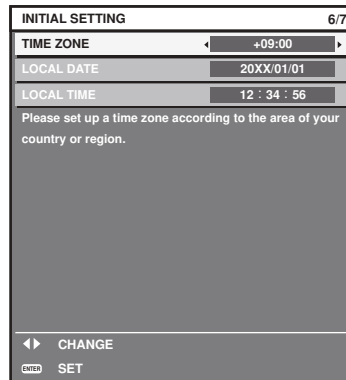 INITIAL SETTING 6/7
TIME ZONE +09:00
LOCAL DATE 20XX/01/01
LOCAL TIME 12 : 34 : 56
Please set up a time zone according to the area of your
country or region.
CHANGE
ENTER SET